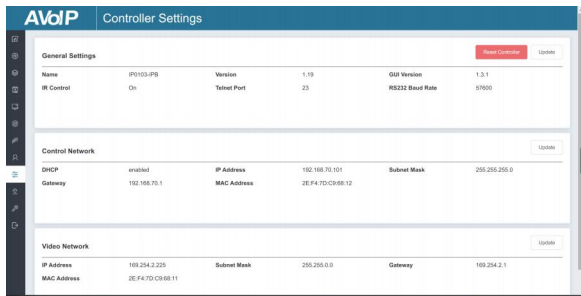 AVoIP Controller Settings
General Settings Reset Controller Update
Name IP0103-IPB Version 1.19 GUI Version 1.3.1
IR Control On Telnet Port 23 RS232 Baud Rate 57600
Control Network Update
DHCP enabled IP Address 192.168.70.101 Subnet Mask 255.255.255.0
Gateway 192.168.70.1 MAC Address 2E:F4:7D:C9:68:12
Video Network Update
IP Address 169.254.2.225 Subnet Mask 255.255.0.0 Gateway 169.254.2.1
MAC Address 2E:F4:7D:C9:68:11